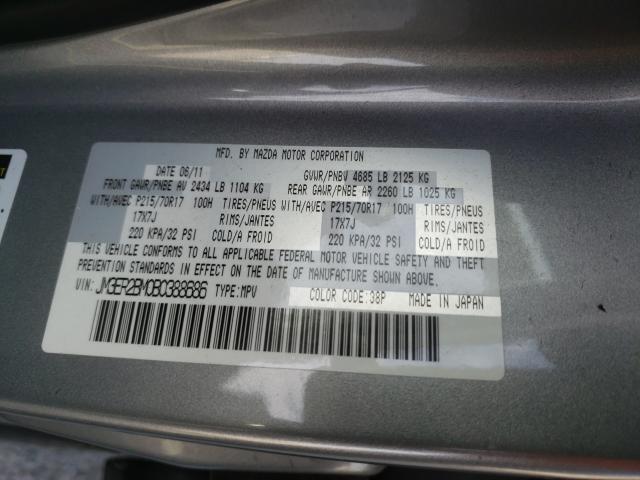 MFD. BY MAZDA MOTOR CORPORATION
DATE 06/11 GVWR/PNBV 4685 LB 2125 KG
FRONT GAWR/PNBE AV 2434 LB 1104 KG REAR GAWR/PNBE AR 2260 LB 1025 KG
WITH/AVEC P215/70R17 100H TIRES/PNEUS WITH/AVEC P215/70R17 100H TIRES/PNEUS
17X7J RIMS/JANTES 17X7J RIMS/JANTES
220 KPA/32 PSI COLD/A FROID 220 KPA/32 PSI COLD/A FROID
THIS VEHICLE CONFORMS TO ALL APPLICABLE FEDERAL MOTOR VEHICLE SAFETY AND THEFT
PREVENTION STANDARDS IN EFFECT ON THE DATE OF MANUFACTURE SHOWN ABOVE.
VIN: JM3ER2BM0B0388686 TYPE:MPV COLOR CODE:38P MADE IN JAPAN